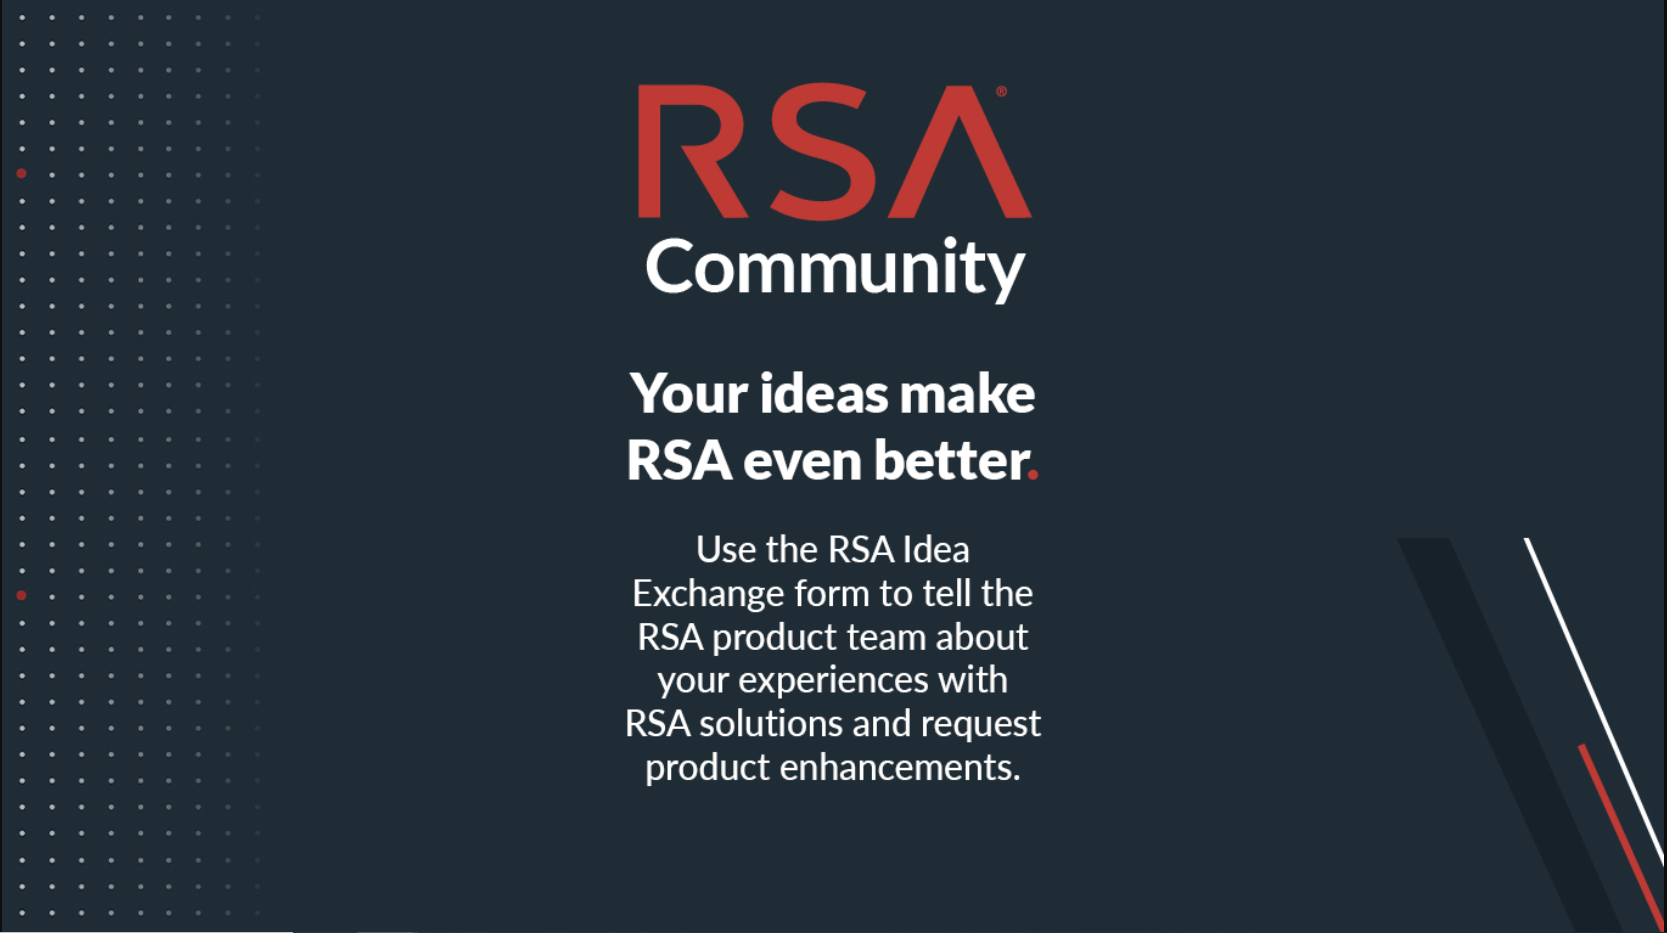 RSA®
Community
Your ideas make
RSA even better.
Use the RSA Idea
Exchange form to tell the
RSA product team about
your experiences with
RSA solutions and request
product enhancements.